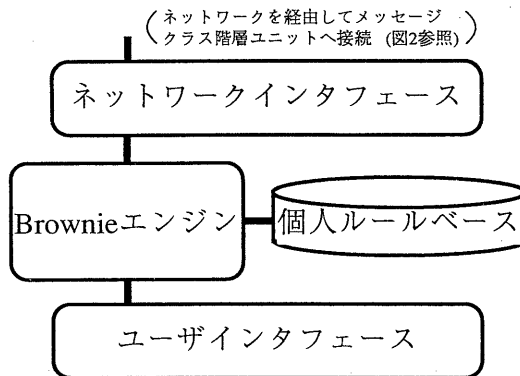 ネットワークを経由してメッセージ
クラス階層ユニットへ接続 (図2参照)
ネットワークインタフェース
Brownieエンジン
個人ルールベース
ユーザインタフェース